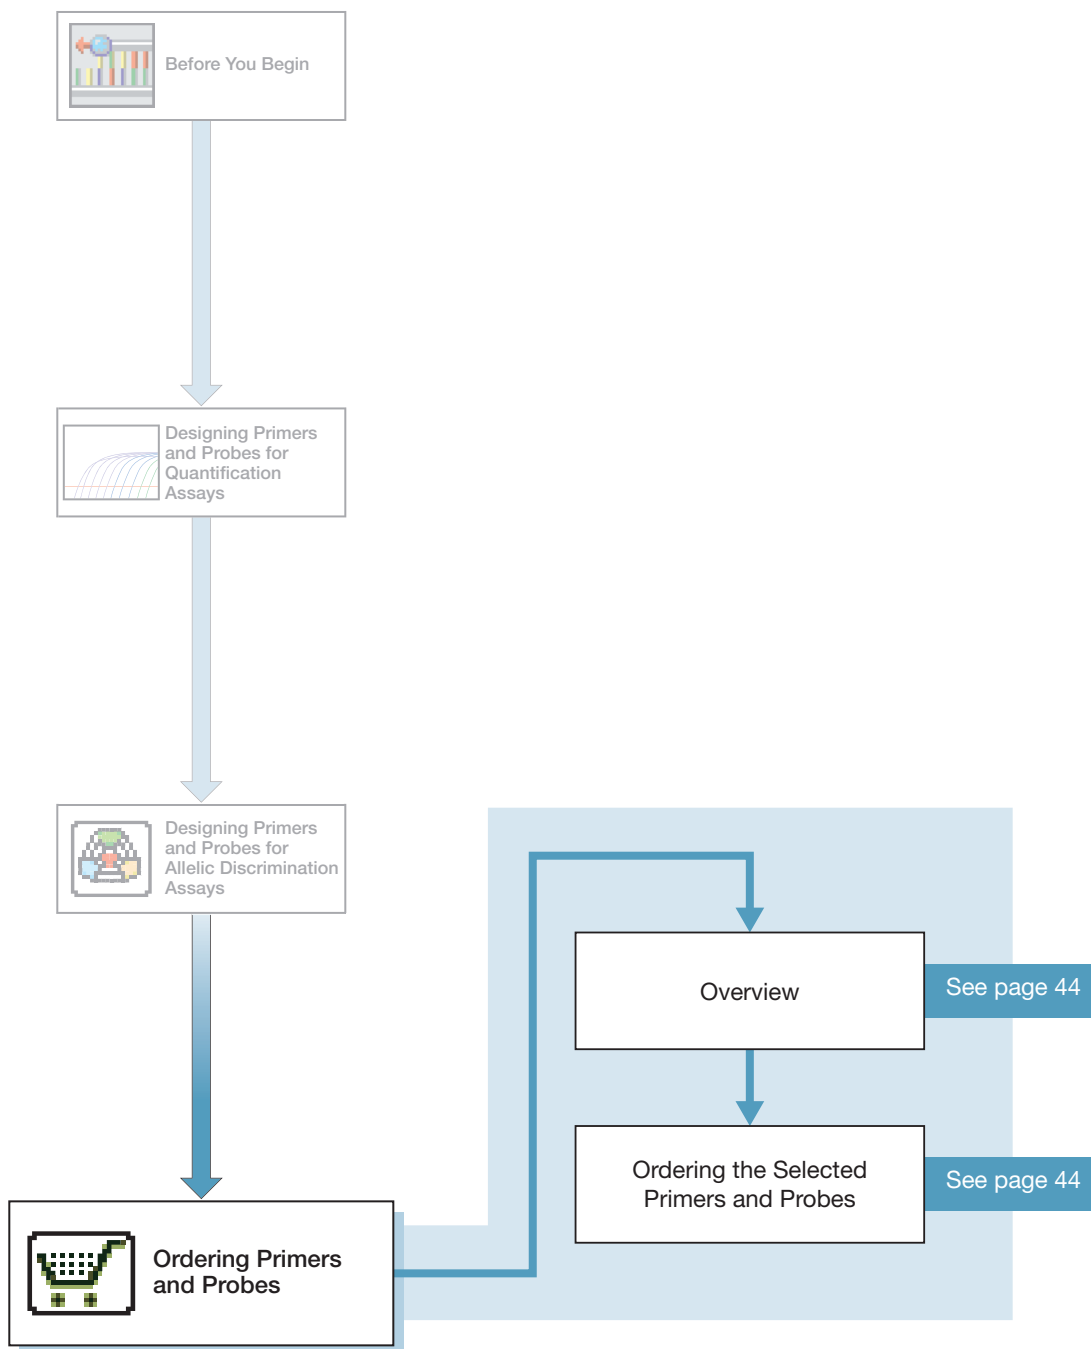 Before You Begin
Designing Primers
and Probes for
Quantification
Assays
Designing Primers
and Probes for
Allelic Discrimination
Assays
Ordering Primers
and Probes
Overview
See page 44
Ordering the Selected
Primers and Probes
See page 44